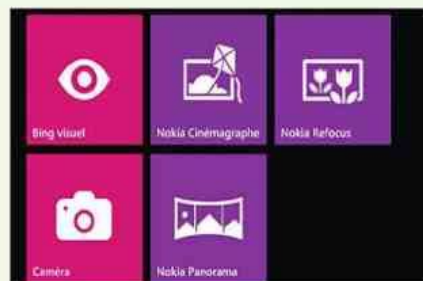 Bing visuel
Nokia Cinémagraphe
Nokia Refocus
Caméra
Nokia Panorama